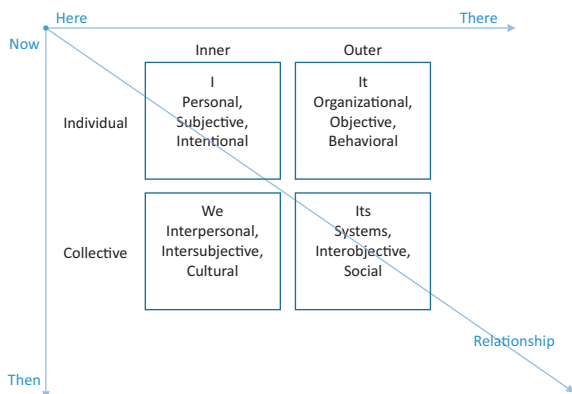 Here
There
Now
Inner
Outer
Individual
I
Personal,
Subjective,
Intentional
It
Organizational,
Objective,
Behavioral
Collective
We
Interpersonal,
Intersubjective,
Cultural
Its
Systems,
Interobjective,
Social
Relationship
Then